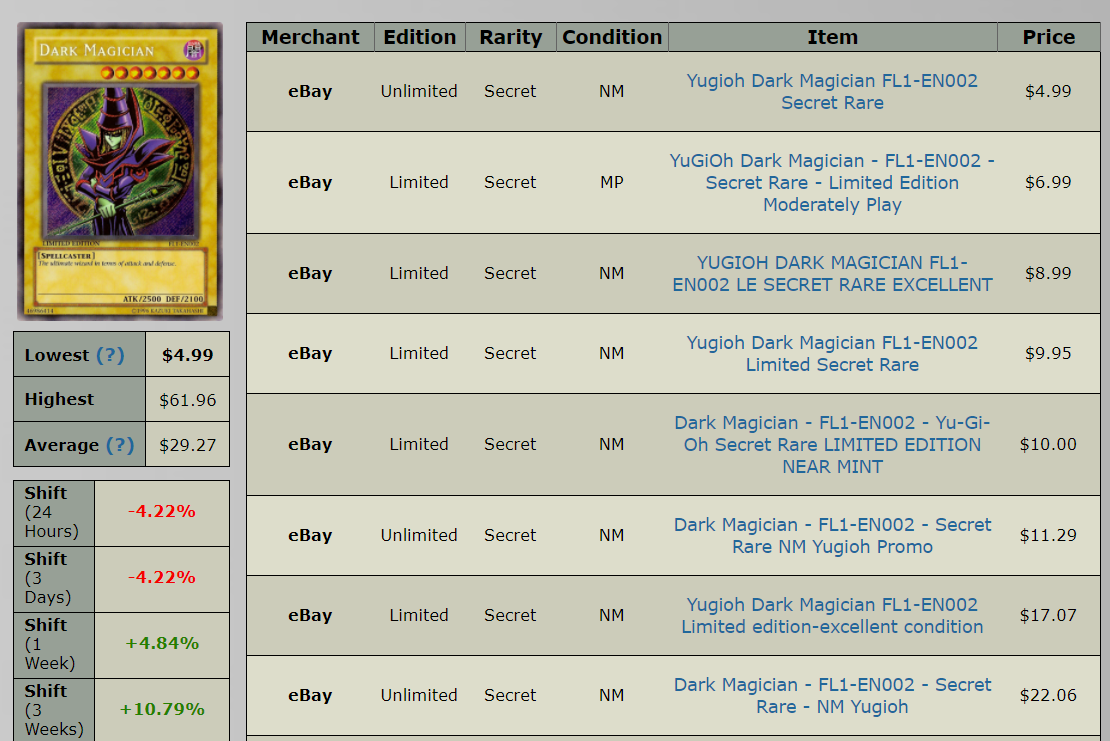 DARK MAGICIAN
LIMITED EDITION
FL1-EN002
[SPELLCASTER]
The ultimate wizard in terms of attack and defense.
ATK/2500 DEF/2100
46986414
©1996 KAZUKI TAKAHASHI
Lowest (?) $4.99
Highest $61.96
Average (?) $29.27
Shift
(24
Hours)
-4.22%
Shift
(3
Days)
-4.22%
Shift
(1
Week)
+4.84%
Shift
(3
Weeks)
+10.79%
Merchant Edition Rarity Condition Item Price
eBay Unlimited Secret NM
Yugioh Dark Magician FL1-EN002
Secret Rare
$4.99
eBay Limited Secret MP
YuGiOh Dark Magician - FL1-EN002 -
Secret Rare - Limited Edition
Moderately Play
$6.99
eBay Limited Secret NM
YUGIOH DARK MAGICIAN FL1-
EN002 LE SECRET RARE EXCELLENT
$8.99
eBay Limited Secret NM
Yugioh Dark Magician FL1-EN002
Limited Secret Rare
$9.95
eBay Limited Secret NM
Dark Magician - FL1-EN002 - Yu-Gi-
Oh Secret Rare LIMITED EDITION
NEAR MINT
$10.00
eBay Unlimited Secret NM
Dark Magician - FL1-EN002 - Secret
Rare NM Yugioh Promo
$11.29
eBay Limited Secret NM
Yugioh Dark Magician FL1-EN002
Limited edition-excellent condition
$17.07
eBay Unlimited Secret NM
Dark Magician - FL1-EN002 - Secret
Rare - NM Yugioh
$22.06